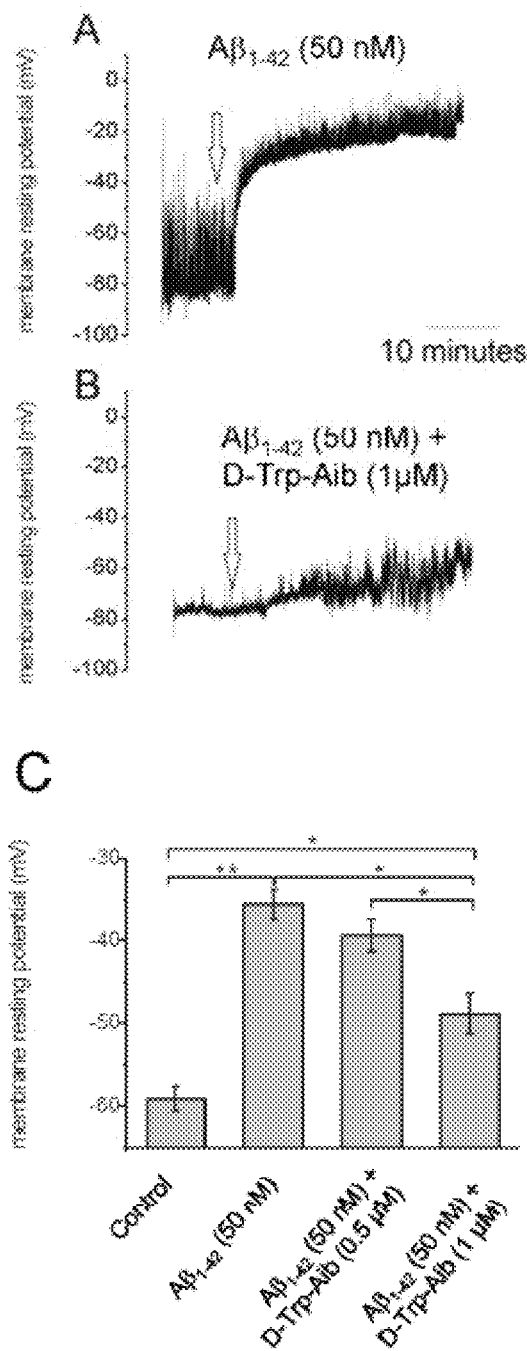 A
Aβ1-42 (50 nM)
membrane resting potential (mV)
0
-20
-40
-60
-80
-100
10 minutes
B
Aβ1-42 (50 nM) +
D-Trp-Aib (1µM)
membrane resting potential (mV)
0
-20
-40
-60
-80
-100
C
membrane resting potential (mV)
-30
-40
-50
-60
*
** *
*
Control
Aβ1-42 (50 nM)
Aβ1-42 (50 nM) +
D-Trp-Aib (0.5 µM)
Aβ1-42 (50 nM) +
D-Trp-Aib (1 µM)